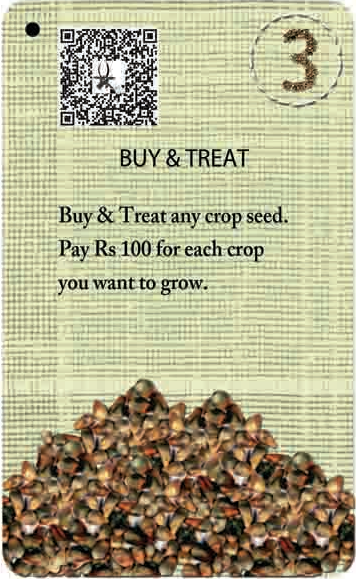 3
BUY & TREAT
Buy & Treat any crop seed.
Pay Rs 100 for each crop
you want to grow.